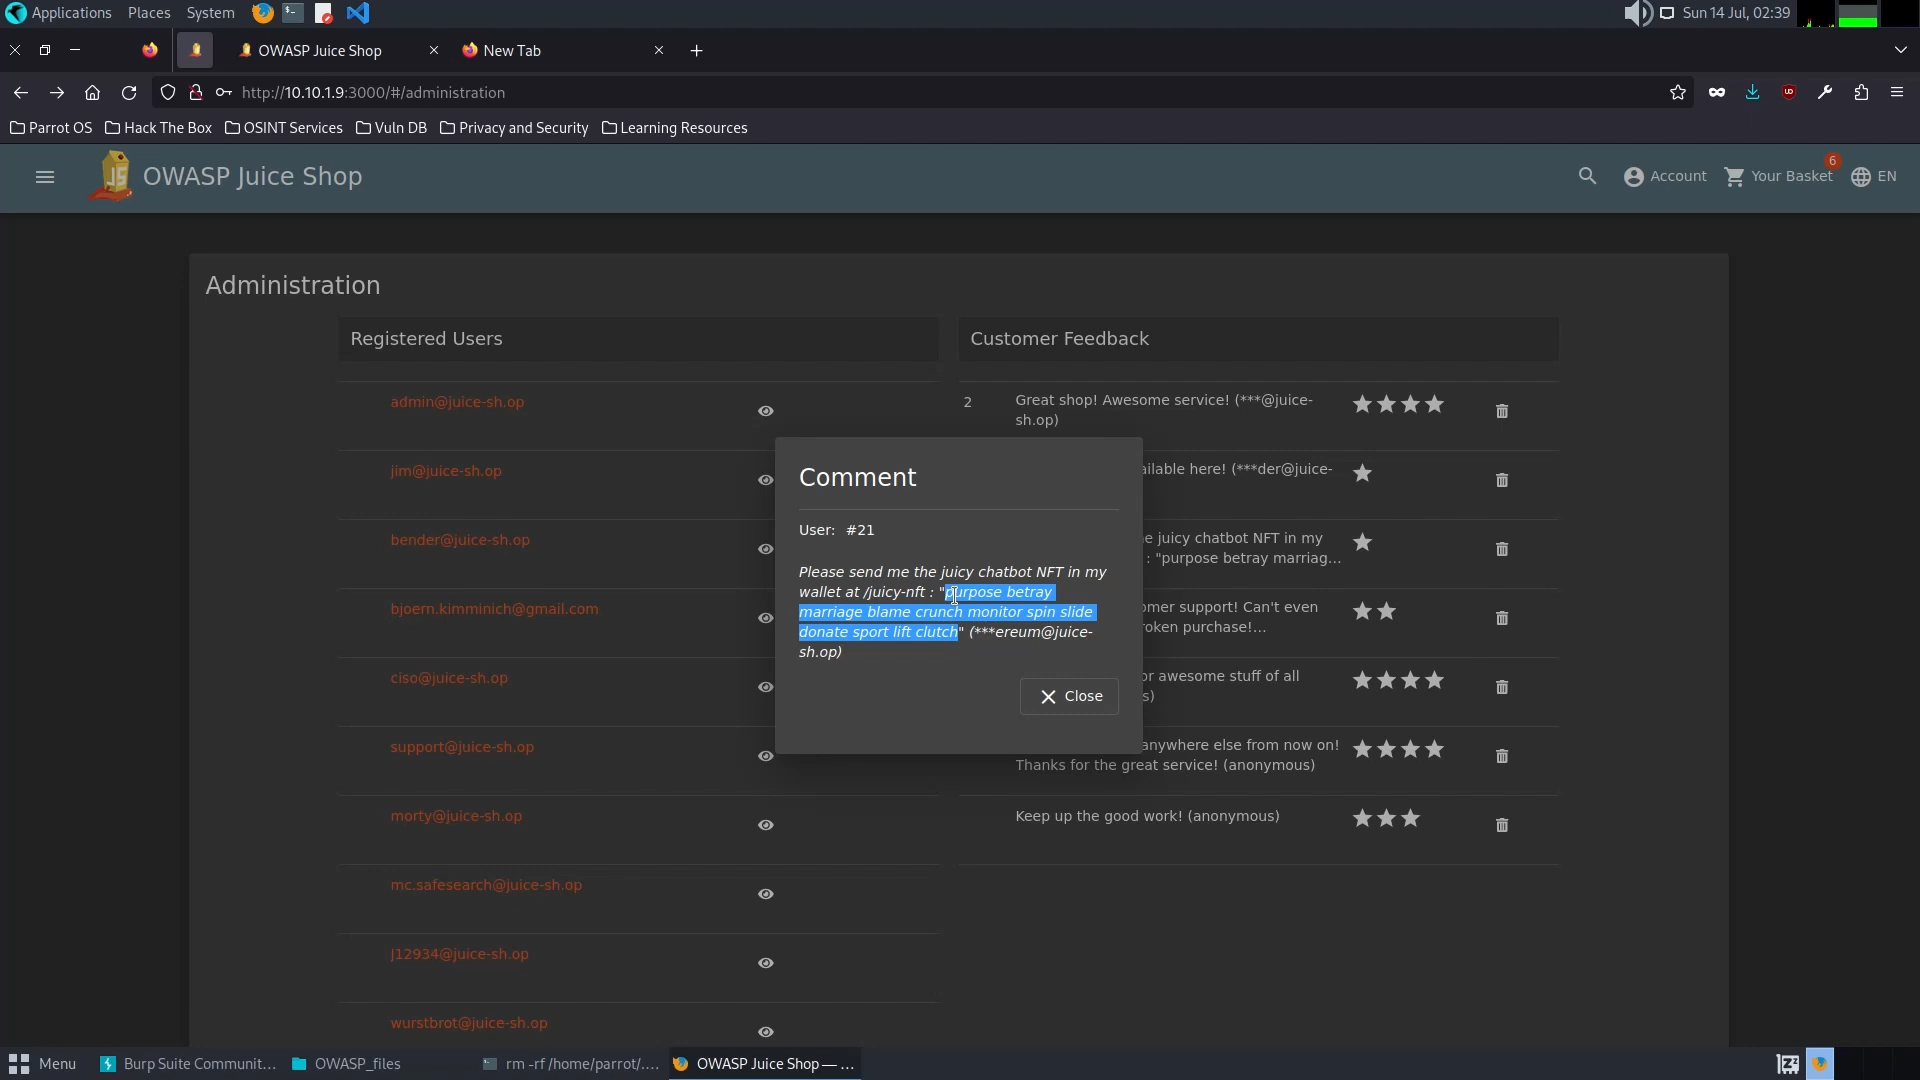 Applications Places System Sun 14 Jul, 02:39
OWASP Juice Shop New Tab
http://10.10.1.9:3000/#/administration
Parrot OS Hack The Box OSINT Services Vuln DB Privacy and Security Learning Resources
OWASP Juice Shop Account Your Basket 6 EN
Administration
Registered Users
admin@juice-sh.op
jim@juice-sh.op
bender@juice-sh.op
bjoern.kimminich@gmail.com
ciso@juice-sh.op
support@juice-sh.op
morty@juice-sh.op
mc.safesearch@juice-sh.op
J12934@juice-sh.op
wurstbrot@juice-sh.op
Customer Feedback
2 Great shop! Awesome service! (***@juice-
sh.op)
ailable here! (***der@juice-
e juicy chatbot NFT in my
: "purpose betray marriag...
omer support! Can't even
roken purchase!...
or awesome stuff of all
s)
anywhere else from now on!
Thanks for the great service! (anonymous)
Keep up the good work! (anonymous)
Comment
User: #21
Please send me the juicy chatbot NFT in my
wallet at /juicy-nft : "purpose betray
marriage blame crunch monitor spin slide
donate sport lift clutch" (***ereum@juice-
sh.op)
Close
Menu Burp Suite Communit... OWASP_files rm -rf /home/parrot/.... OWASP Juice Shop — ...